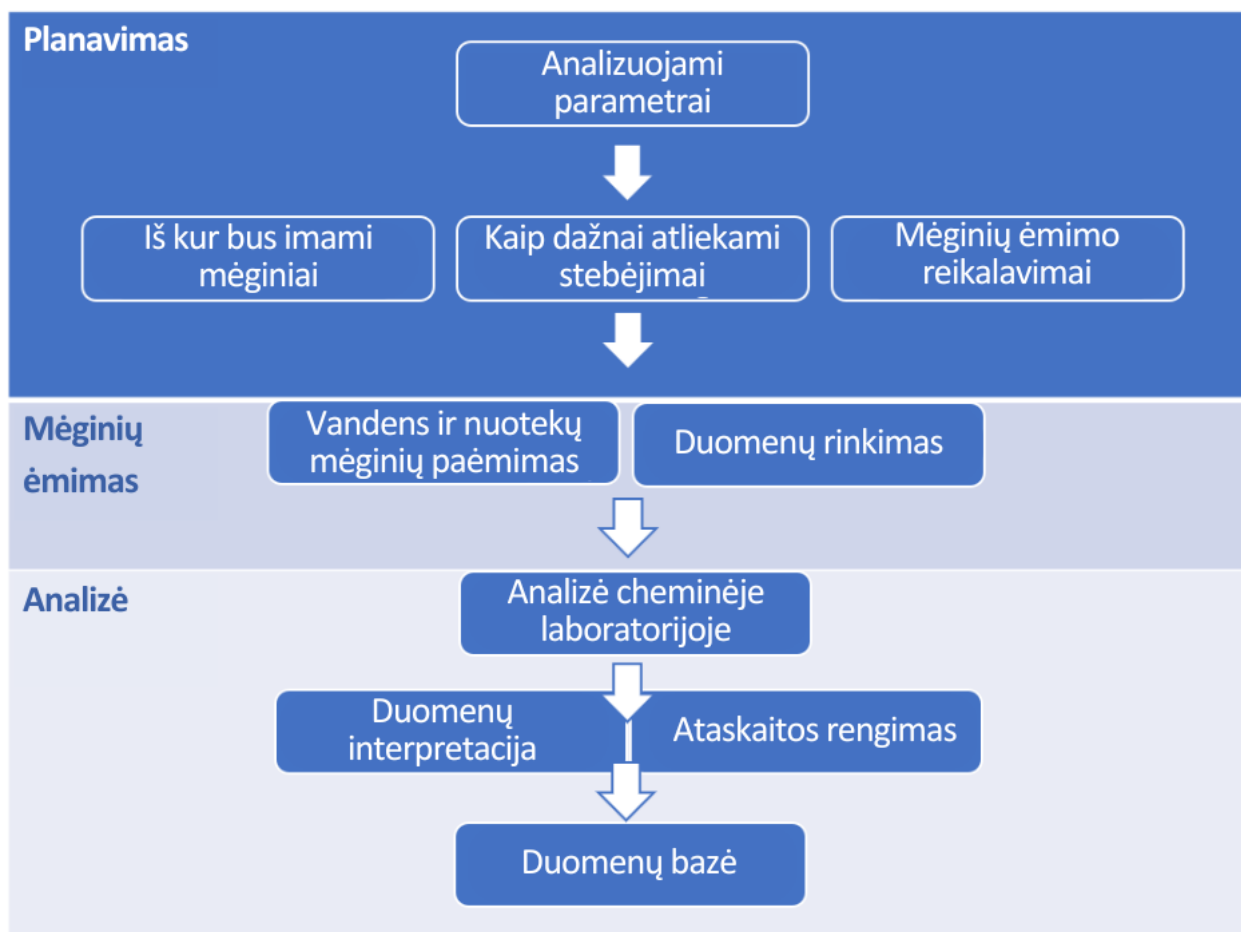 Planavimas
Analizuojami
parametrai
Iš kur bus imami
mėginiai
Kaip dažnai atliekami
stebėjimai
Mėginių ėmimo
reikalavimai
Mėginių
ėmimas
Vandens ir nuotekų
mėginių paėmimas
Duomenų rinkimas
Analizė
Analizė cheminėje
laboratorijoje
Duomenų
interpretacija
Ataskaitos rengimas
Duomenų bazė